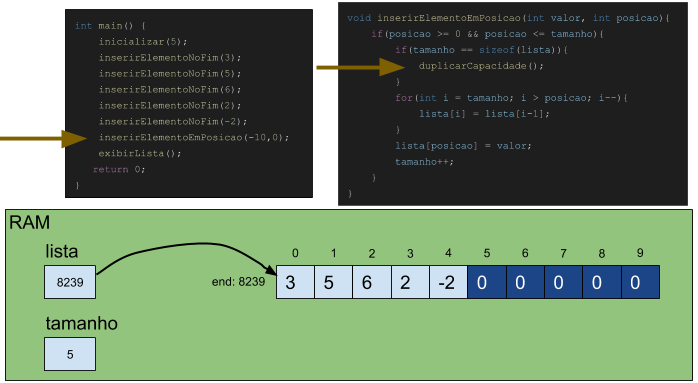 int main() {
inicializar(5);
inserirElementoNoFim(3);
inserirElementoNoFim(5);
inserirElementoNoFim(6);
inserirElementoNoFim(2);
inserirElementoNoFim(-2);
inserirElementoEmPosicao(-10,0);
exibirLista();
return 0;
}
void inserirElementoEmPosicao(int valor, int posicao){
if(posicao >= 0 && posicao <= tamanho){
if(tamanho == sizeof(lista)){
duplicarCapacidade();
}
for(int i = tamanho; i > posicao; i--){
lista[i] = lista[i-1];
}
lista[posicao] = valor;
tamanho++;
}
}
RAM
lista
0 1 2 3 4 5 6 7 8 9
8239
end: 8239
3 5 6 2 -2 0 0 0 0 0
tamanho
5